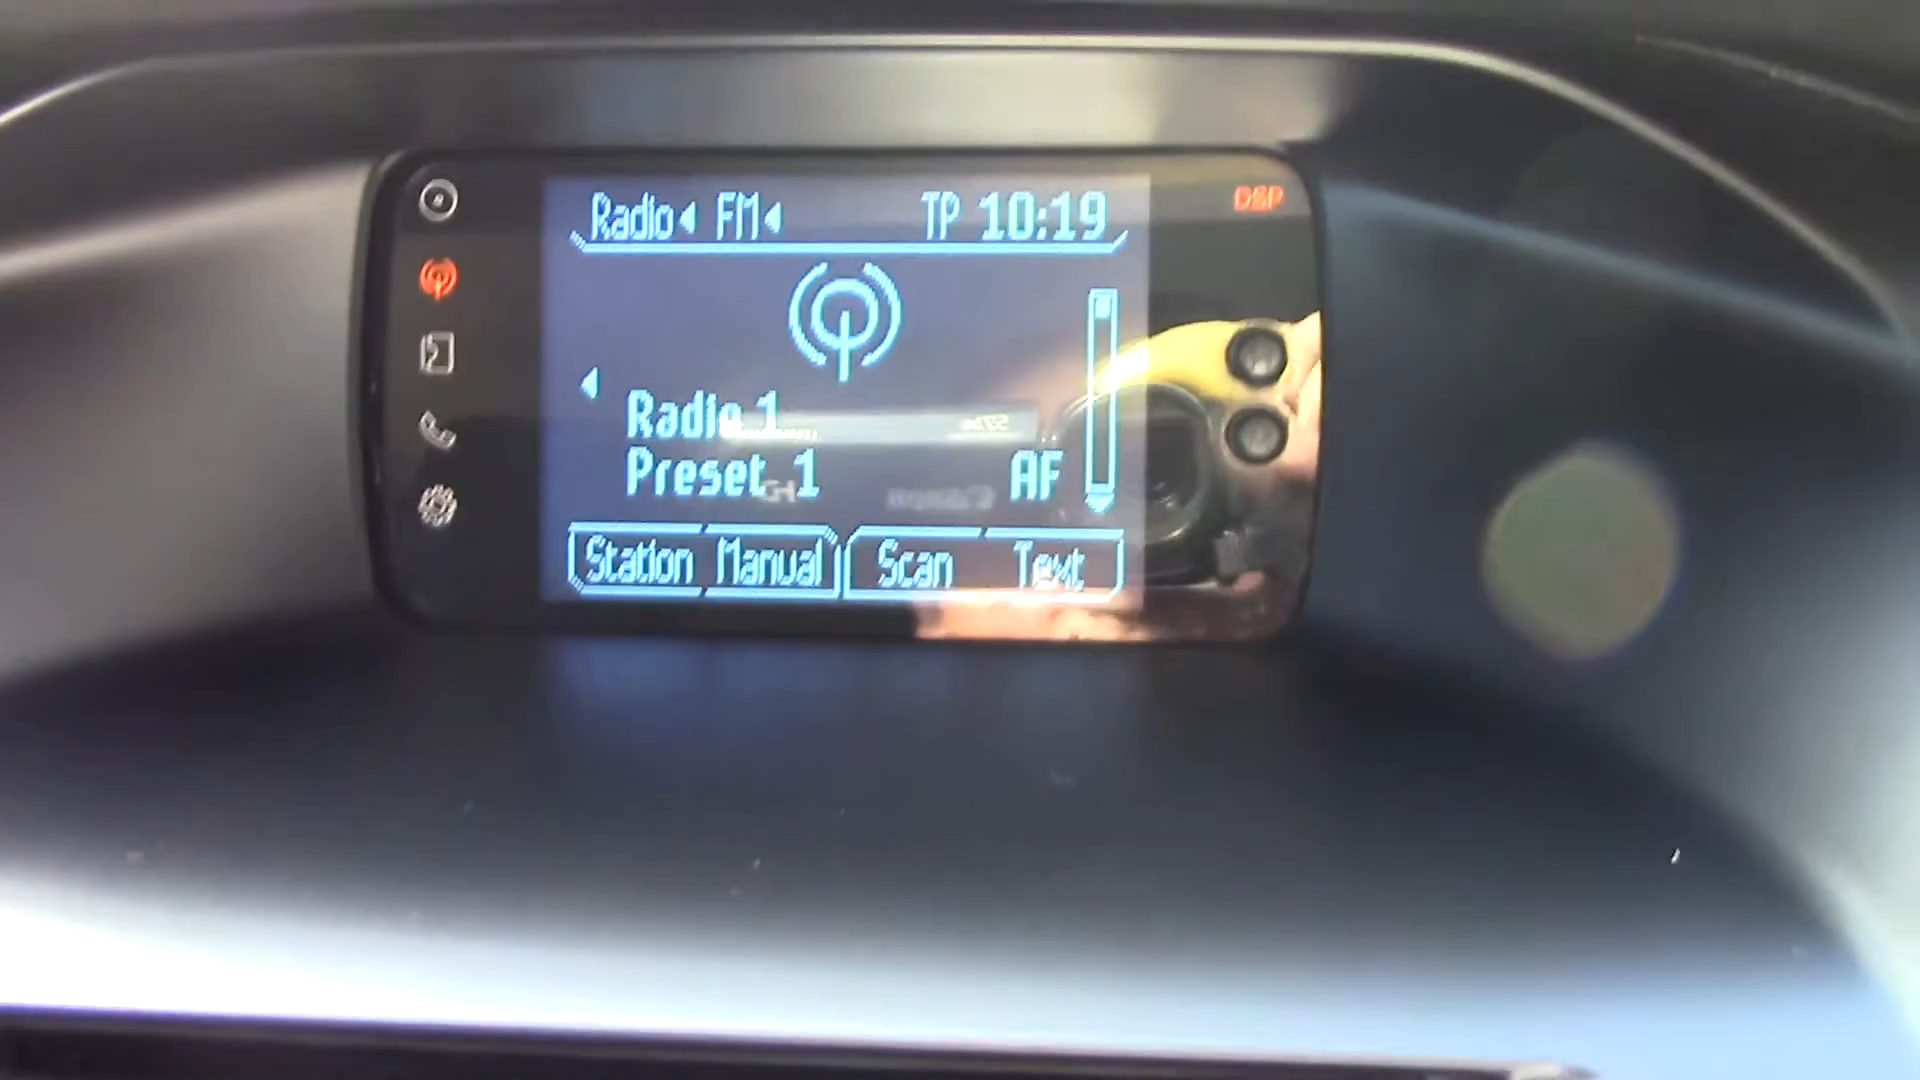 Radio FM TP 10:19
DSP
Radio 1
Preset 1 AF
Station Manual Scan Text